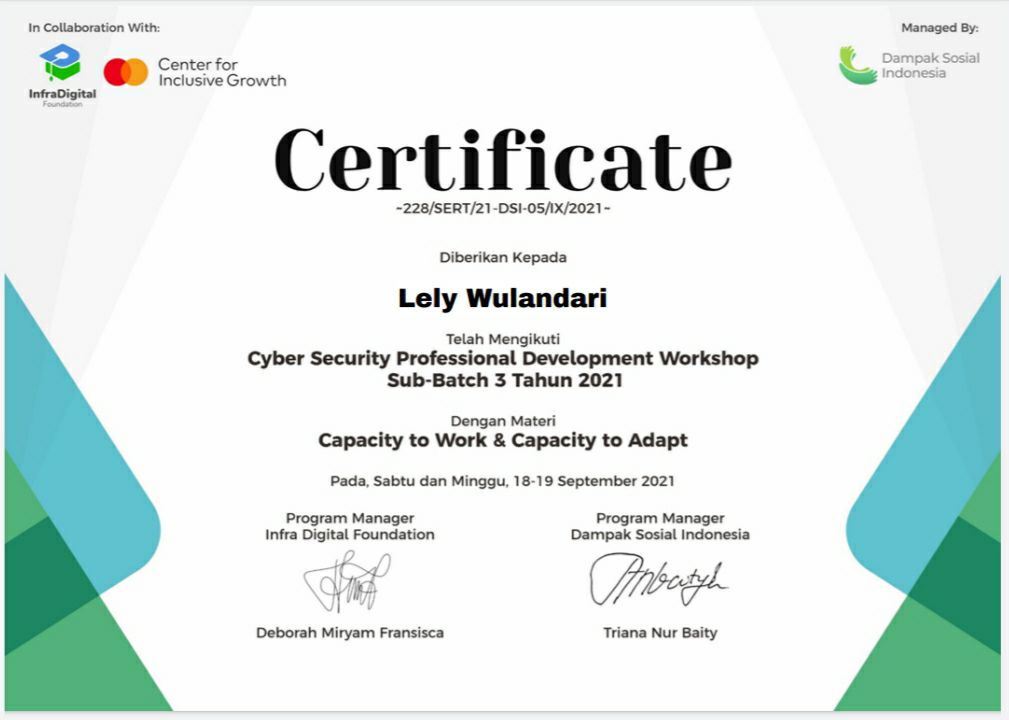 In Collaboration With:
Managed By:
InfraDigital
Foundation
Center for
Inclusive Growth
Dampak Sosial
Indonesia
Certificate
~228/SERT/21-DSI-05/IX/2021~
Diberikan Kepada
Lely Wulandari
Telah Mengikuti
Cyber Security Professional Development Workshop
Sub-Batch 3 Tahun 2021
Dengan Materi
Capacity to Work & Capacity to Adapt
Pada, Sabtu dan Minggu, 18-19 September 2021
Program Manager
Infra Digital Foundation
Deborah Miryam Fransisca
Program Manager
Dampak Sosial Indonesia
Triana Nur Baity